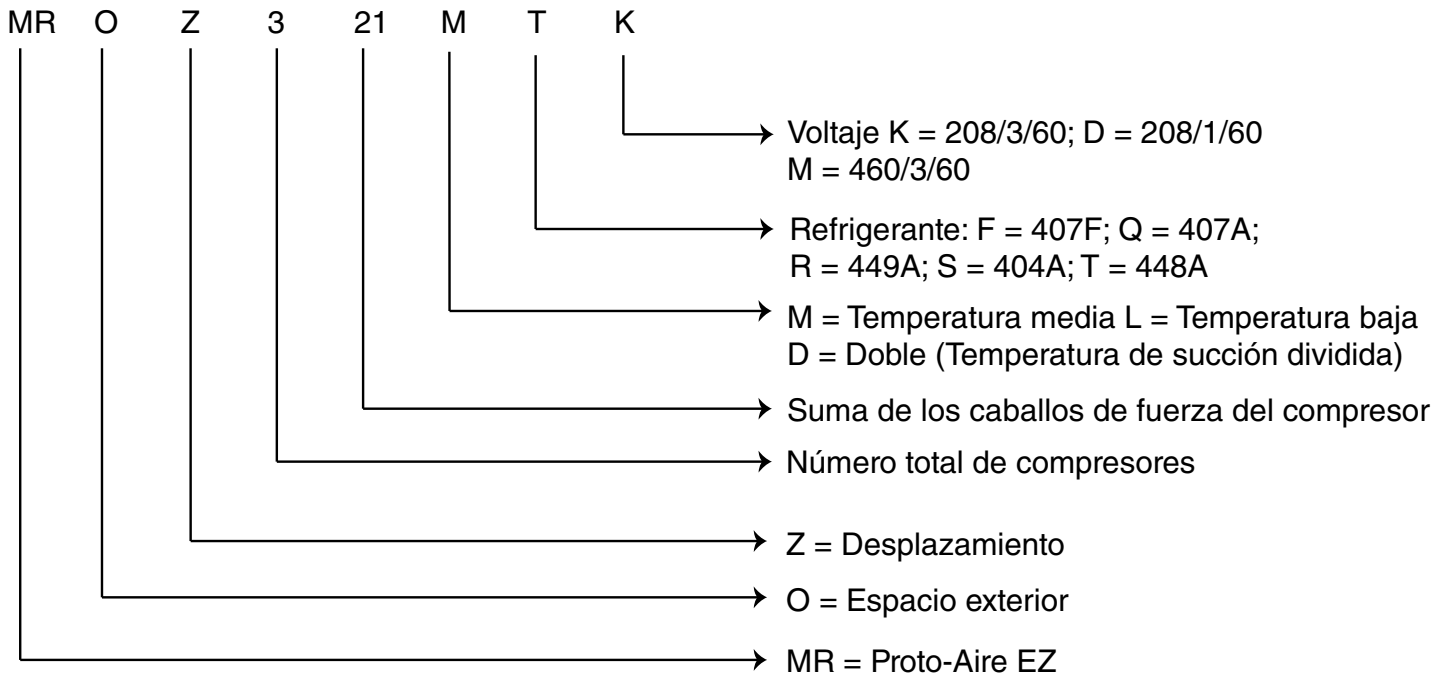 MR O Z 3 21 M T K
Voltaje K = 208/3/60; D = 208/1/60
M = 460/3/60
Refrigerante: F = 407F; Q = 407A;
R = 449A; S = 404A; T = 448A
M = Temperatura media L = Temperatura baja
D = Doble (Temperatura de succión dividida)
Suma de los caballos de fuerza del compresor
Número total de compresores
Z = Desplazamiento
O = Espacio exterior
MR = Proto-Aire EZ